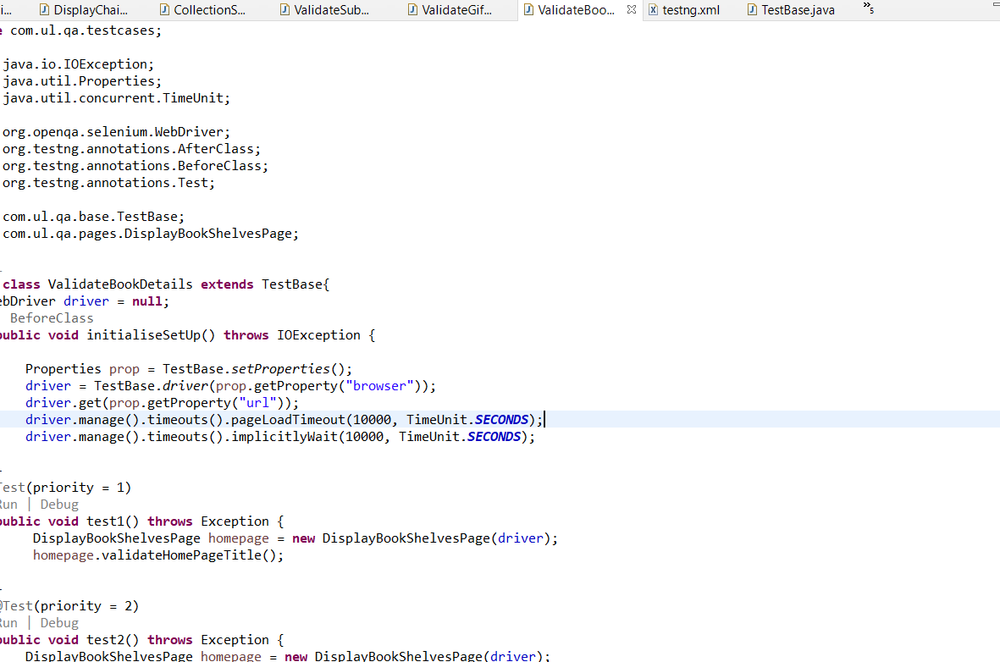 i... DisplayChai... CollectionS... ValidateSub... ValidateGif... ValidateBoo... testng.xml TestBase.java »5
e com.ul.qa.testcases;
java.io.IOException;
java.util.Properties;
java.util.concurrent.TimeUnit;
org.openqa.selenium.WebDriver;
org.testng.annotations.AfterClass;
org.testng.annotations.BeforeClass;
org.testng.annotations.Test;
com.ul.qa.base.TestBase;
com.ul.qa.pages.DisplayBookShelvesPage;
class ValidateBookDetails extends TestBase{
ebDriver driver = null;
BeforeClass
public void initialiseSetUp() throws IOException {
Properties prop = TestBase.setProperties();
driver = TestBase.driver(prop.getProperty("browser"));
driver.get(prop.getProperty("url"));
driver.manage().timeouts().pageLoadTimeout(10000, TimeUnit.SECONDS);
driver.manage().timeouts().implicitlyWait(10000, TimeUnit.SECONDS);
Test(priority = 1)
Run | Debug
public void test1() throws Exception {
DisplayBookShelvesPage homepage = new DisplayBookShelvesPage(driver);
homepage.validateHomePageTitle();
@Test(priority = 2)
Run | Debug
public void test2() throws Exception {
DisplayBookShelvesPage homepage = new DisplayBookShelvesPage(driver);